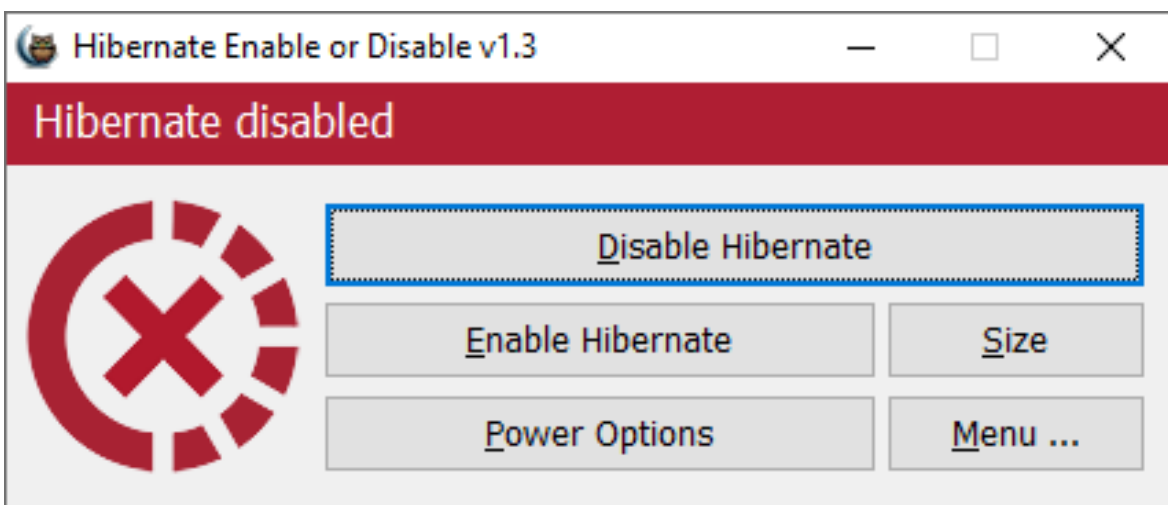 Hibernate Enable or Disable v1.3
Hibernate disabled
Disable Hibernate
Enable Hibernate
Size
Power Options
Menu ...